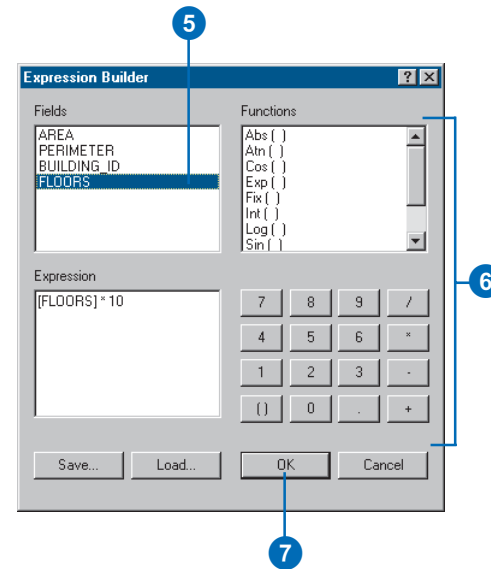 5
Expression Builder
? ×
Fields
Functions
AREA
PERIMETER
BUILDING_ID
FLOORS
Abs ( )
Atn ( )
Cos ( )
Exp ( )
Fix ( )
Int ( )
Log ( )
Sin ( )
6
Expression
[FLOORS] * 10
7 8 9 /
4 5 6 *
1 2 3 -
( ) 0 . +
Save... Load... OK Cancel
7